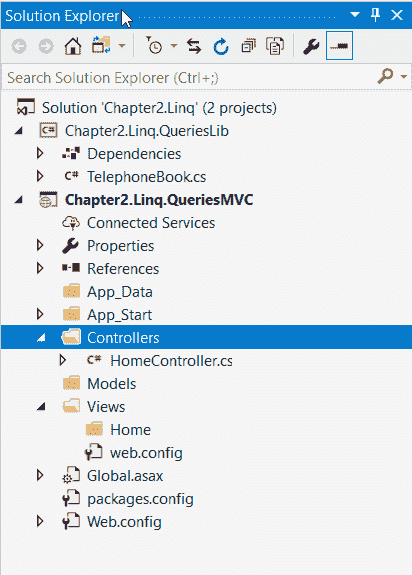 Solution Explorer
Search Solution Explorer (Ctrl+;)
Solution 'Chapter2.Linq' (2 projects)
C# Chapter2.Linq.QueriesLib
Dependencies
C# TelephoneBook.cs
Chapter2.Linq.QueriesMVC
Connected Services
Properties
References
App_Data
App_Start
Controllers
C# HomeController.cs
Models
Views
Home
web.config
Global.asax
packages.config
Web.config